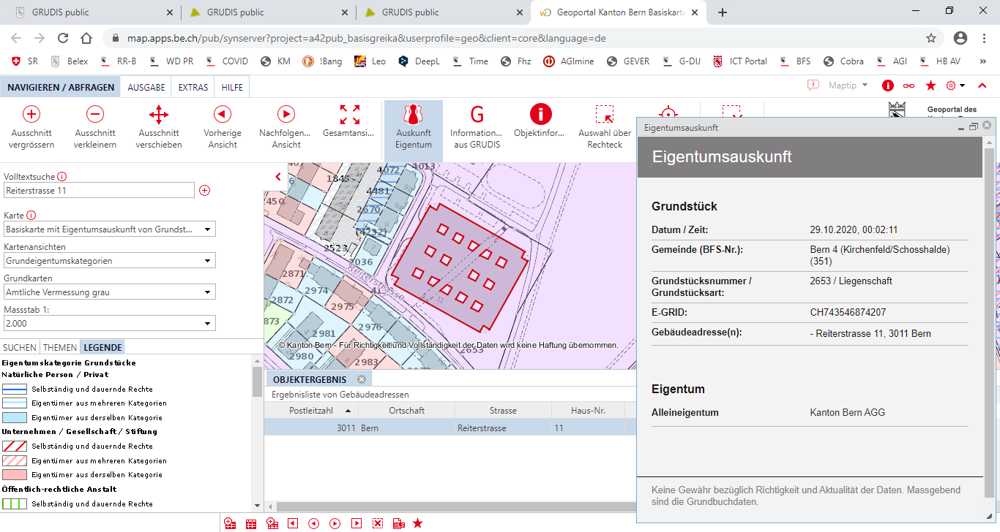 GRUDIS public
GRUDIS public
GRUDIS public
Geoportal Kanton Bern Basiskarte
map.apps.be.ch/pub/synserver?project=a42pub_basisgreika&userprofile=geo&client=core&language=de
SR Belex RR-B WD PR COVID KM !Bang Leo DeepL Time Fhz AGImine GEVER G-DIJ ICT Portal BFS Cobra AGI HB AV »
NAVIGIEREN / ABFRAGEN AUSGABE EXTRAS HILFE
Maptip
Ausschnitt vergrössern
Ausschnitt verkleinern
Ausschnitt verschieben
Vorherige Ansicht
Nachfolgen... Ansicht
Gesamtansi...
Auskunft Eigentum
G
Information... aus GRUDIS
Objektinfor...
Auswahl über Rechteck
Geoportal des
Volltextsuche
Reiterstrasse 11
Karte
Basiskarte mit Eigentumsauskunft von Grundst...
Kartenansichten
Grundeigentumskategorien
Grundkarten
Amtliche Vermessung grau
Massstab 1:
2.000
SUCHEN THEMEN LEGENDE
Eigentumskategorie Grundstücke
Natürliche Person / Privat
Selbständig und dauernde Rechte
Eigentümer aus mehreren Kategorien
Eigentümer aus derselben Kategorie
Unternehmen / Gesellschaft / Stiftung
Selbständig und dauernde Rechte
Eigentümer aus mehreren Kategorien
Eigentümer aus derselben Kategorie
Öffentlich-rechtliche Anstalt
Selbständig und dauernde Rechte
4013
4072
1845
4481
450
2670
(4232)
2523
2036
Reiterstrasse
2871
2974
2872
2975
11
873
2981
2976
© Kanton Bern - Für Richtigkeit und Vollständigkeit der Daten wird keine Haftung übernommen.
2653
2980
2983
OBJEKTERGEBNIS
Ergebnisliste von Gebäudeadressen
Postleitzahl Ortschaft Strasse Haus-Nr.
3011 Bern Reiterstrasse 11
XLS
Eigentumsauskunft
Eigentumsauskunft
Grundstück
Datum / Zeit: 29.10.2020, 00:02:11
Gemeinde (BFS-Nr.): Bern 4 (Kirchenfeld/Schosshalde)
(351)
Grundstücksnummer / 2653 / Liegenschaft
Grundstücksart:
E-GRID: CH743546874207
Gebäudeadresse(n): - Reiterstrasse 11, 3011 Bern
Eigentum
Alleineigentum Kanton Bern AGG
Keine Gewähr bezüglich Richtigkeit und Aktualität der Daten. Massgebend
sind die Grundbuchdaten.